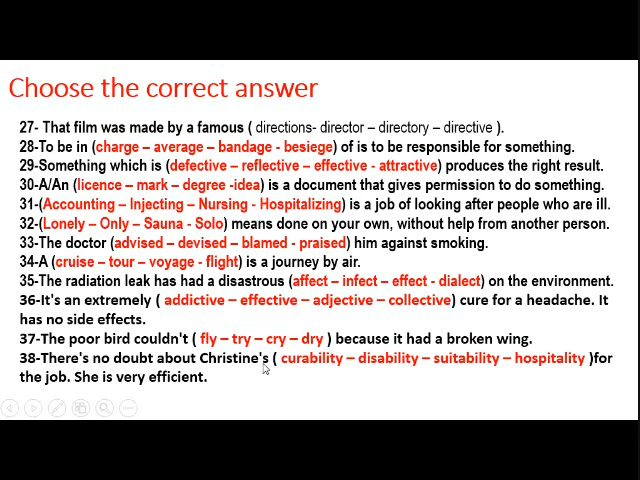 Choose the correct answer
27- That film was made by a famous ( directions- director – directory – directive ).
28-To be in (charge – average – bandage - besiege) of is to be responsible for something.
29-Something which is (defective – reflective – effective - attractive) produces the right result.
30-A/An (licence – mark – degree -idea) is a document that gives permission to do something.
31-(Accounting – Injecting – Nursing - Hospitalizing) is a job of looking after people who are ill.
32-(Lonely – Only – Sauna - Solo) means done on your own, without help from another person.
33-The doctor (advised – devised – blamed - praised) him against smoking.
34-A (cruise – tour – voyage - flight) is a journey by air.
35-The radiation leak has had a disastrous (affect – infect – effect - dialect) on the environment.
36-It's an extremely ( addictive – effective – adjective – collective) cure for a headache. It
has no side effects.
37-The poor bird couldn't ( fly – try – cry – dry ) because it had a broken wing.
38-There's no doubt about Christine's ( curability – disability – suitability – hospitality )for
the job. She is very efficient.